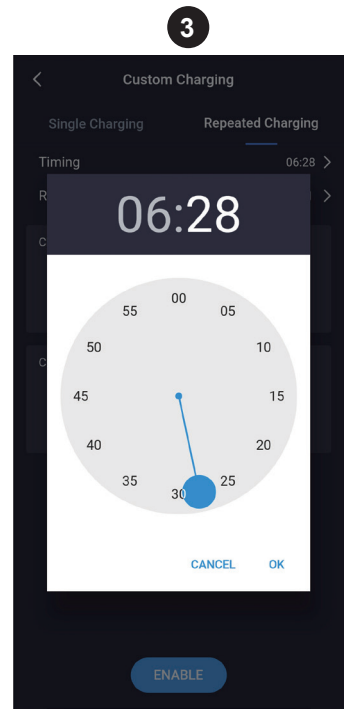 3
Custom Charging
Single Charging Repeated Charging
Timing 06:28
R
06:28
C
00
55 05
50 10
C
45 15
40 20
35 25
30
CANCEL OK
ENABLE